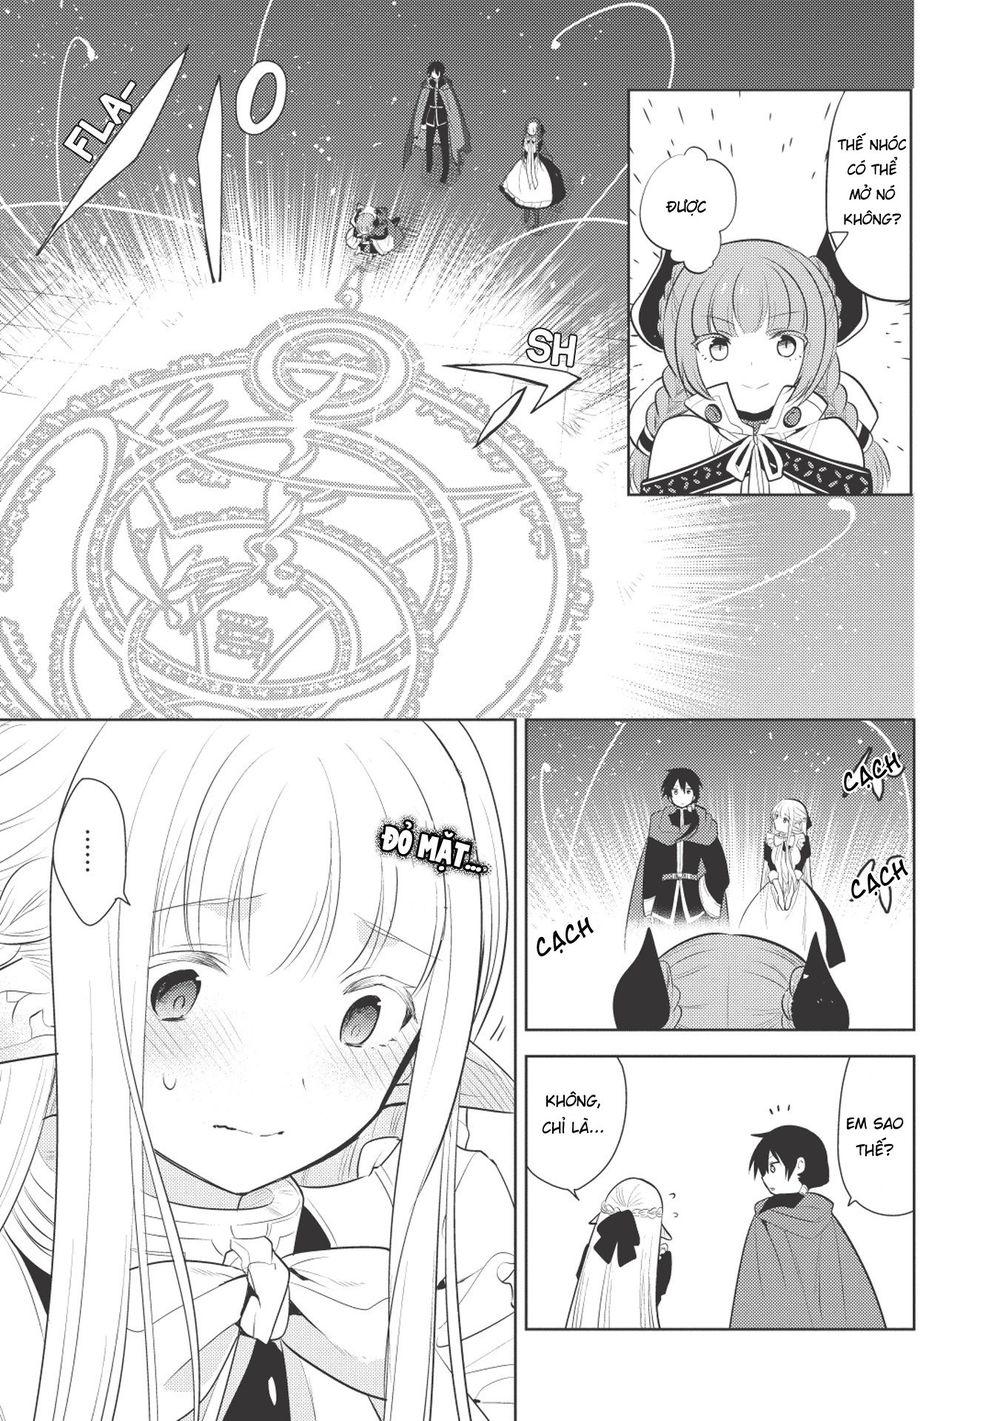 THẾ NHÓC
CÓ THỂ
MỞ NÓ
KHÔNG?
ĐƯỢC
FLA-
SH
CẠCH
CẠCH
CẠCH
EM SAO
THẾ?
KHÔNG,
CHỈ LÀ...
ĐỎ MẶT...
......